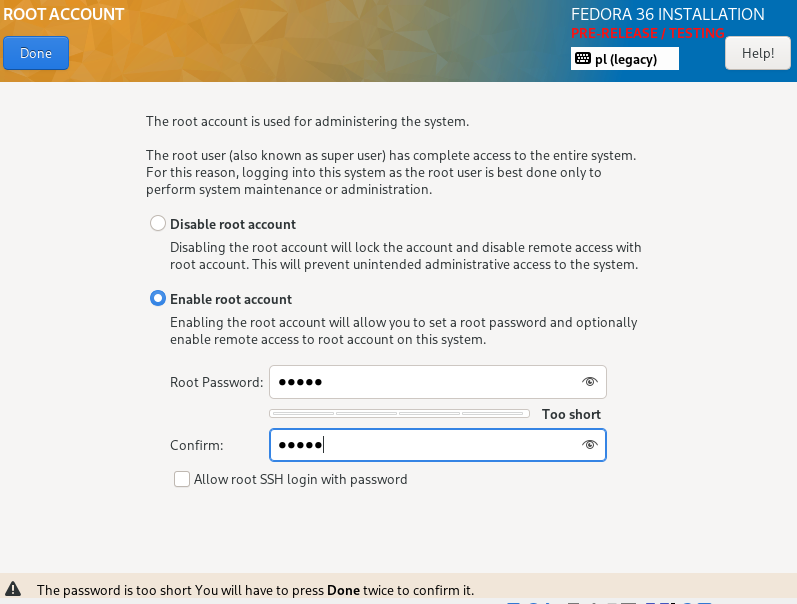 ROOT ACCOUNT
FEDORA 36 INSTALLATION
PRE-RELEASE / TESTING
Done
pl (legacy)
Help!
The root account is used for administering the system.
The root user (also known as super user) has complete access to the entire system.
For this reason, logging into this system as the root user is best done only to
perform system maintenance or administration.
Disable root account
Disabling the root account will lock the account and disable remote access with
root account. This will prevent unintended administrative access to the system.
Enable root account
Enabling the root account will allow you to set a root password and optionally
enable remote access to root account on this system.
Root Password: ●●●●●
Too short
Confirm: ●●●●●
Allow root SSH login with password
The password is too short You will have to press Done twice to confirm it.